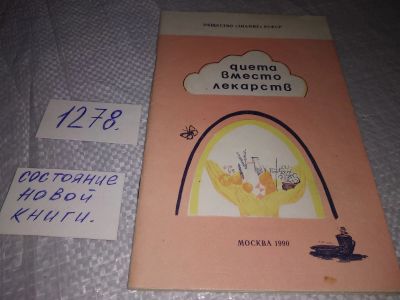 ОБЩЕСТВО «ЗНАНИЕ» РСФСР
диета
вместо
лекарств
МОСКВА 1990
1278.
состояние
новой
книги.